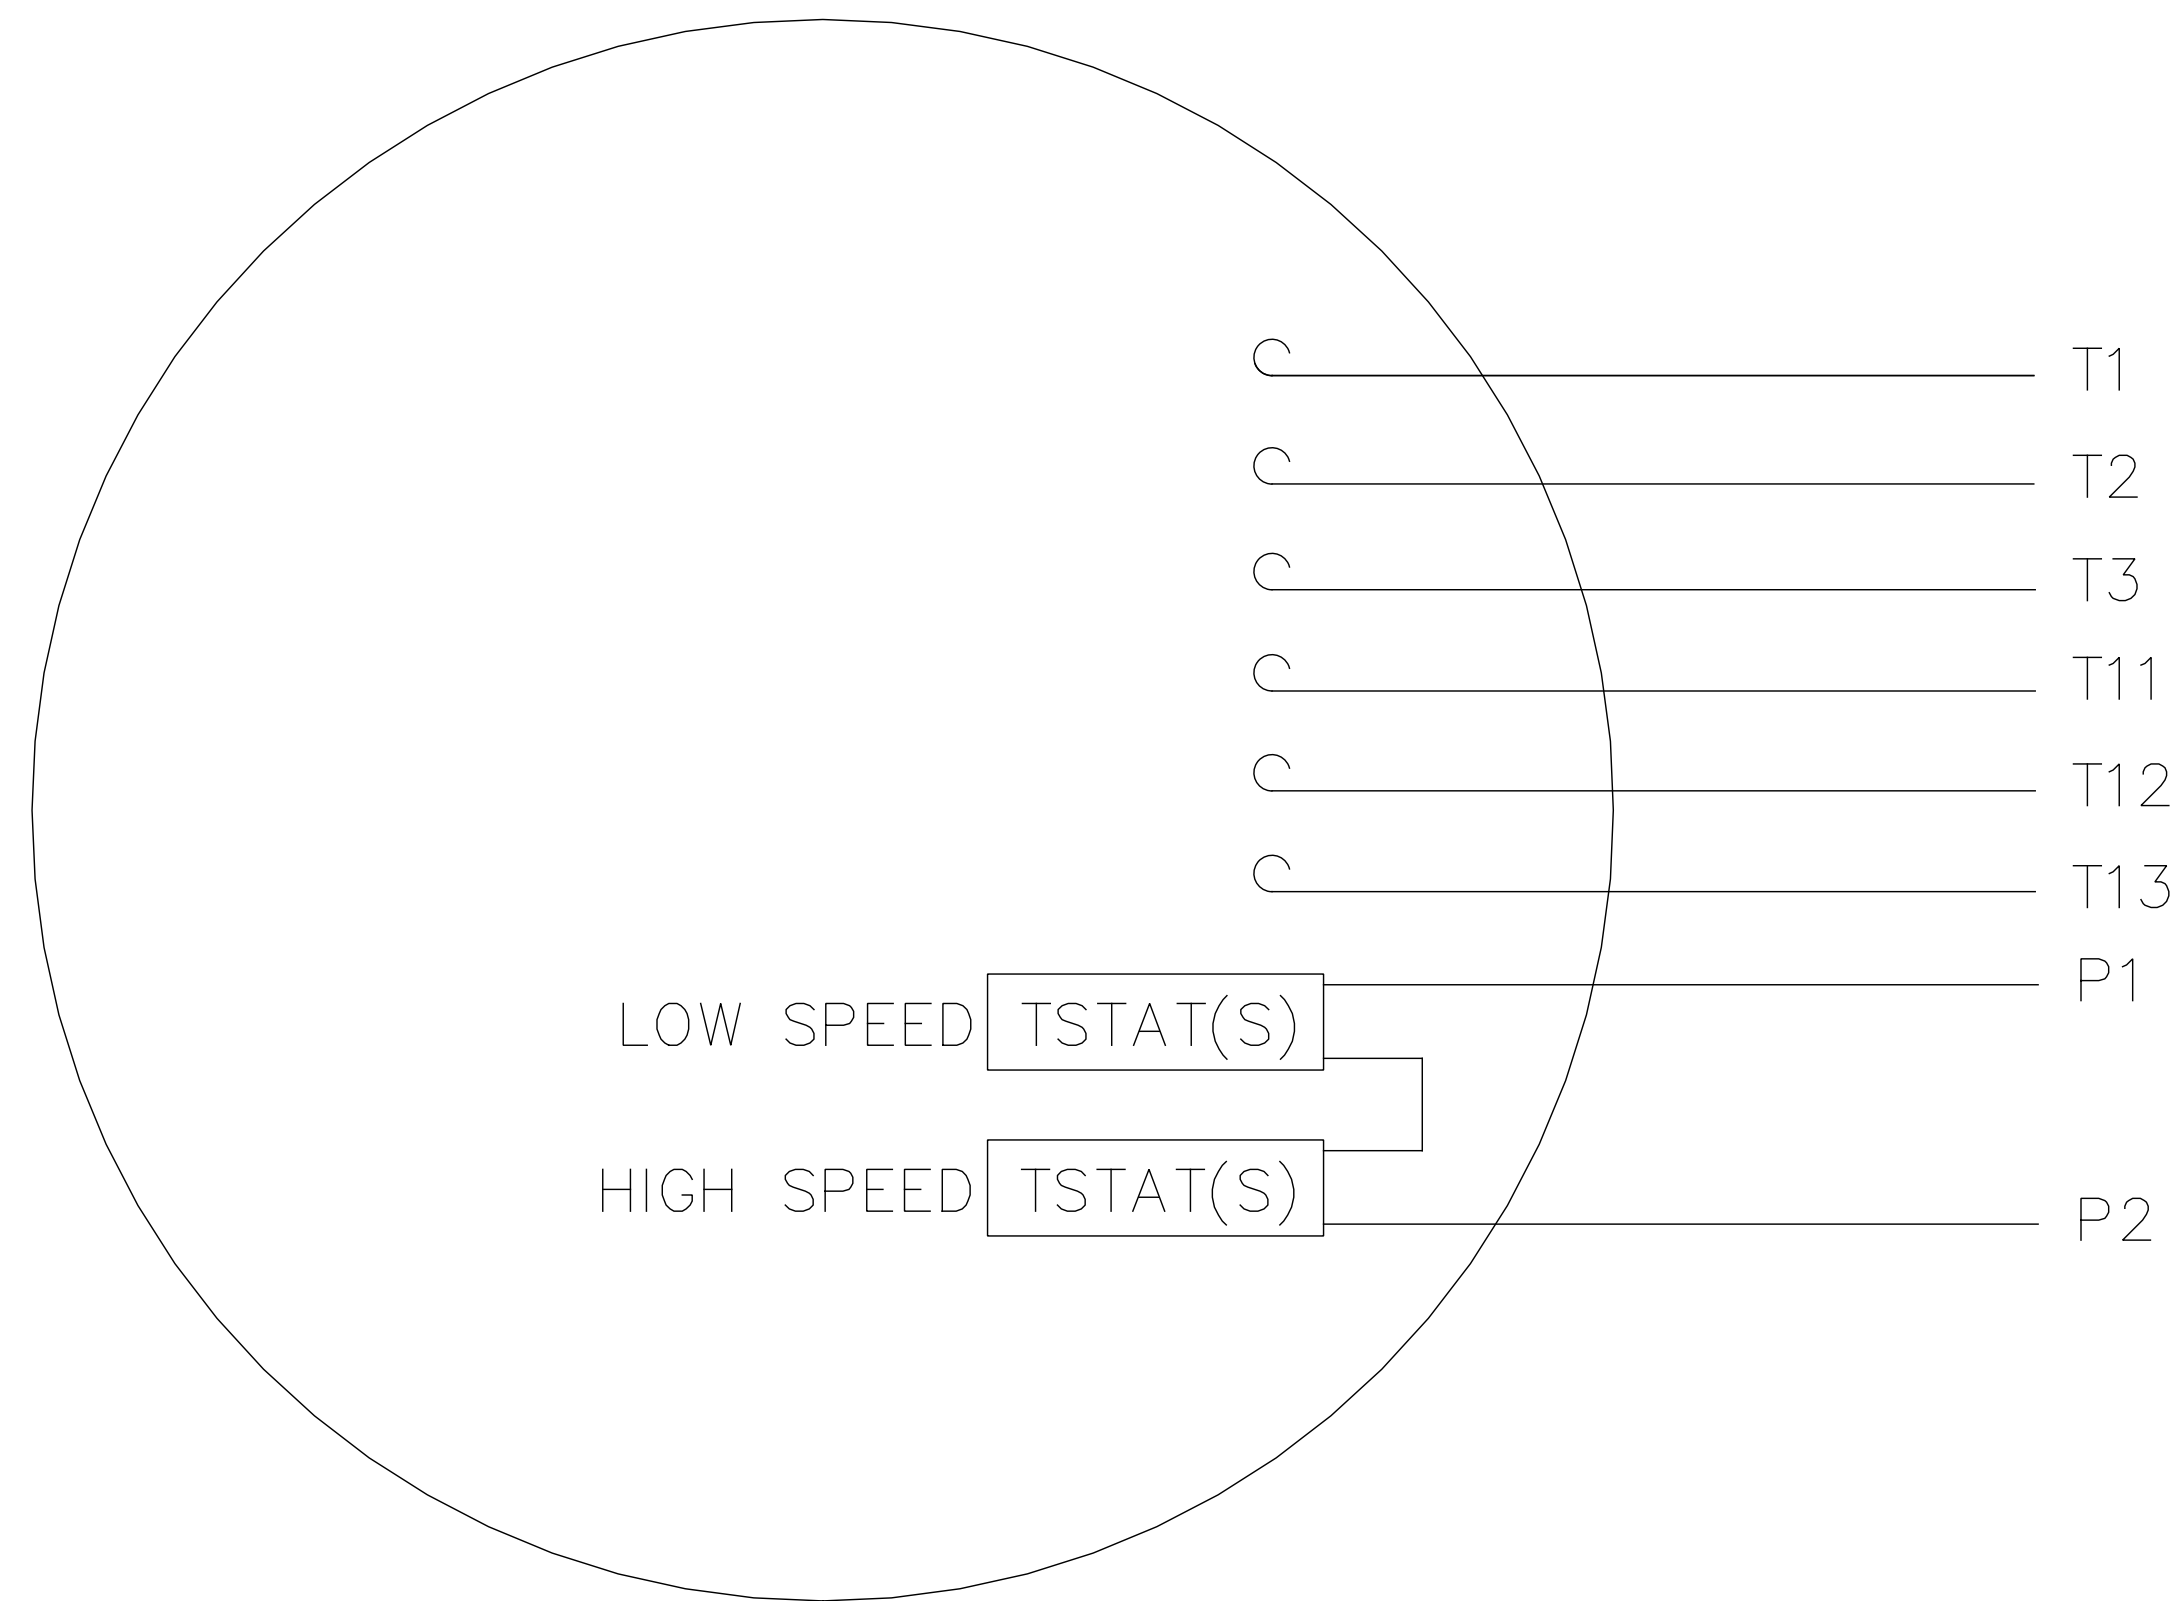 T1
T2
T3
T11
T12
T13
P1
LOW SPEED TSTAT(S)
HIGH SPEED TSTAT(S)
P2